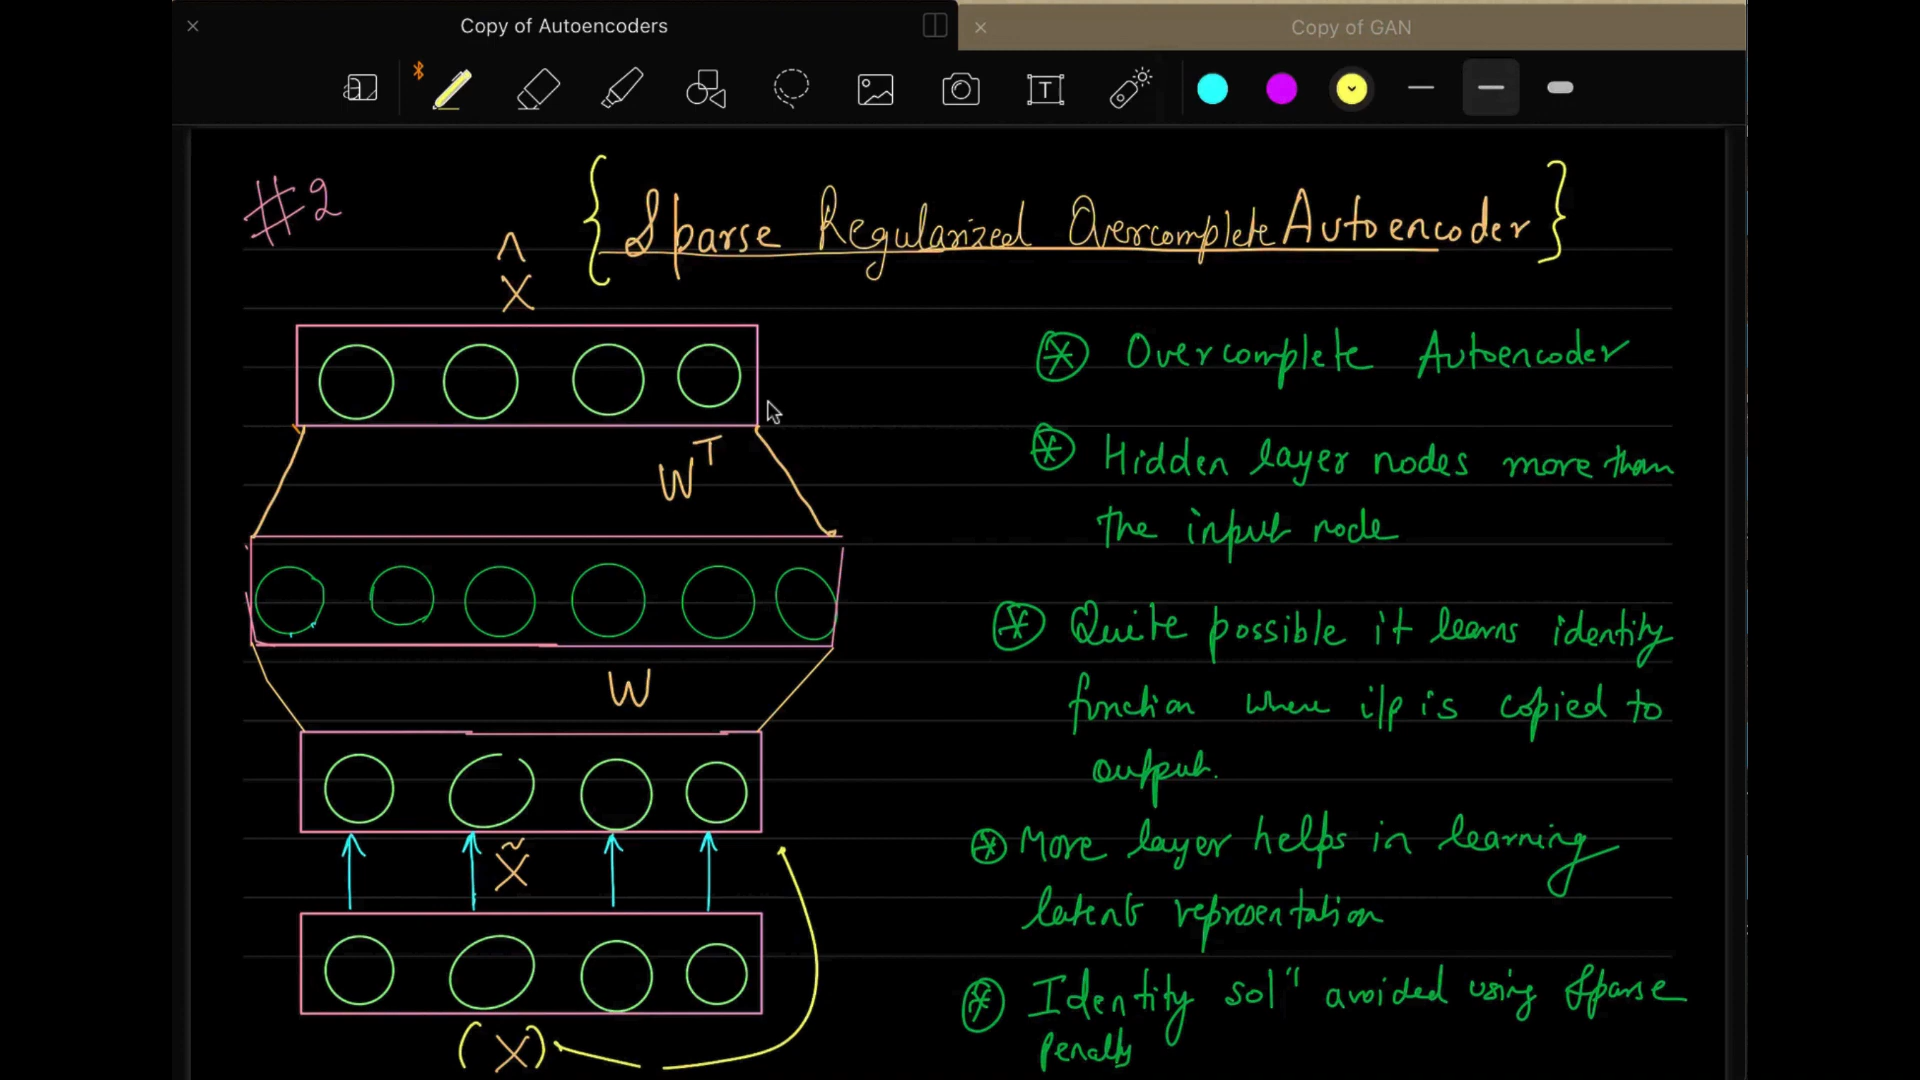 Copy of Autoencoders
Copy of GAN
T
#2
{ Sparse Regularized Overcomplete Autoencoder }
^
X
* Overcomplete Autoencoder
W^T
* Hidden layer nodes more than
the input node
* Quite possible it learns identity
W
function where i/p is copied to
output.
* More layer helps in learning
X̃
latent representation
* Identity solⁿ avoided using Sparse
penalty
(X)